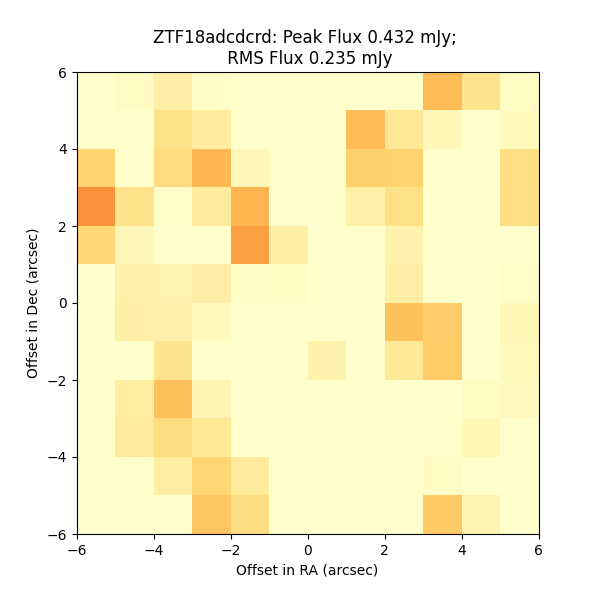 ZTF18adcdcrd: Peak Flux 0.432 mJy;
RMS Flux 0.235 mJy
6
4
2
0
−2
−4
−6
Offset in Dec (arcsec)
−6 −4 −2 0 2 4 6
Offset in RA (arcsec)